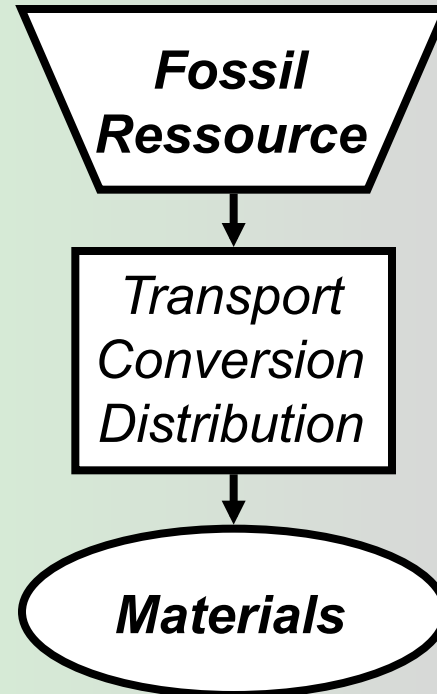 Fossil
Ressource
Transport
Conversion
Distribution
Materials